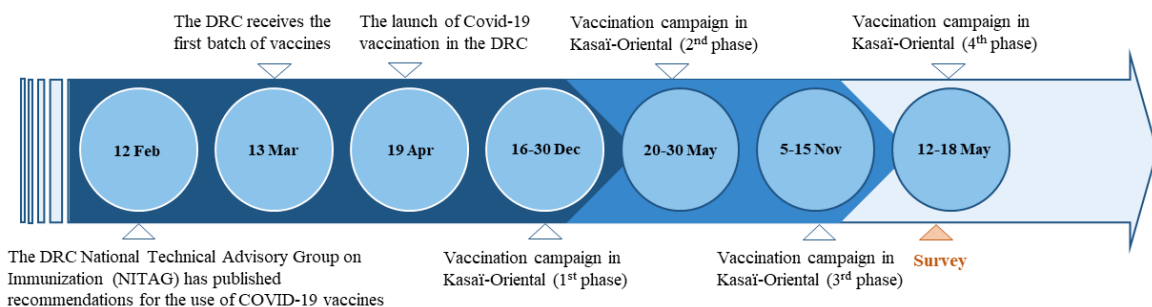 The DRC receives the
first batch of vaccines
The launch of Covid-19
vaccination in the DRC
Vaccination campaign in
Kasaï-Oriental (2nd phase)
Vaccination campaign in
Kasaï-Oriental (4th phase)
12 Feb
13 Mar
19 Apr
16-30 Dec
20-30 May
5-15 Nov
12-18 May
The DRC National Technical Advisory Group on
Immunization (NITAG) has published
recommendations for the use of COVID-19 vaccines
Vaccination campaign in
Kasaï-Oriental (1st phase)
Vaccination campaign in
Kasaï-Oriental (3rd phase)
Survey